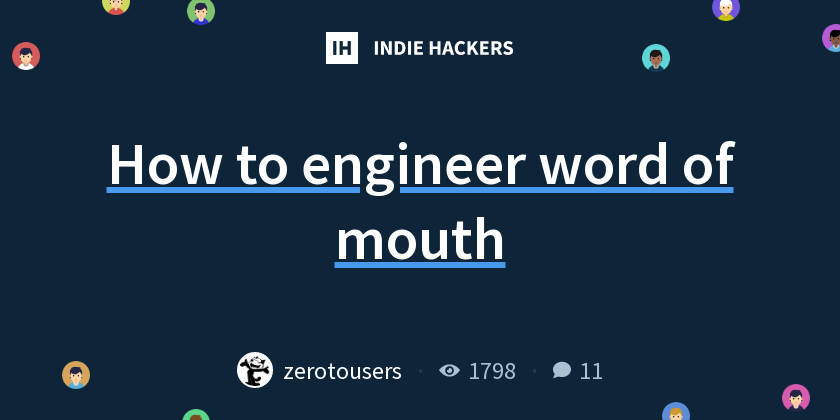 IH INDIE HACKERS
How to engineer word of
mouth
zerotousers · 1798 · 11